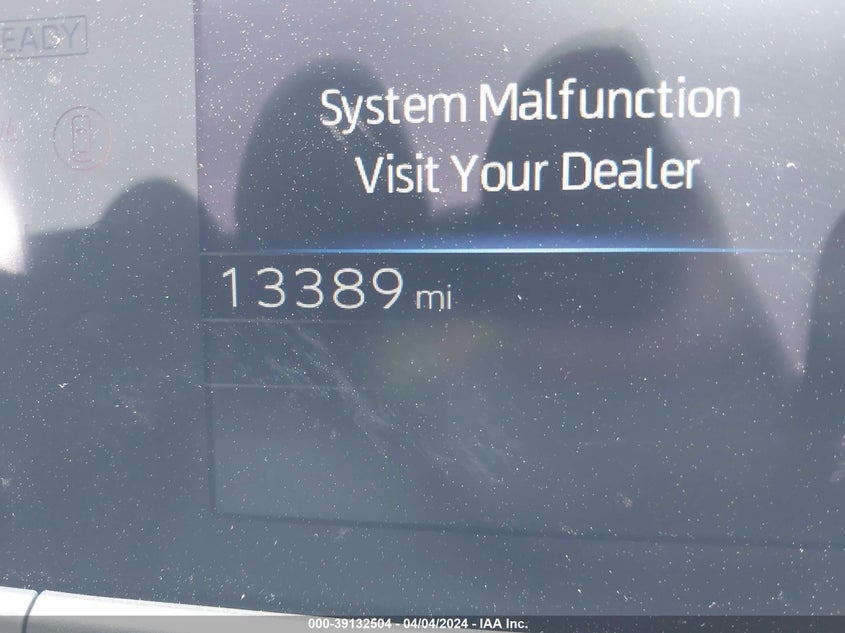 EADY
System Malfunction
Visit Your Dealer
13389 mi
000-39132504 - 04/04/2024 - IAA Inc.